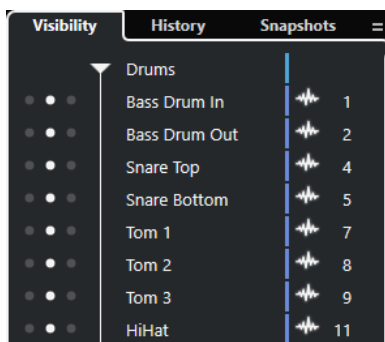 Visibility History Snapshots
Drums
Bass Drum In 1
Bass Drum Out 2
Snare Top 4
Snare Bottom 5
Tom 1 7
Tom 2 8
Tom 3 9
HiHat 11